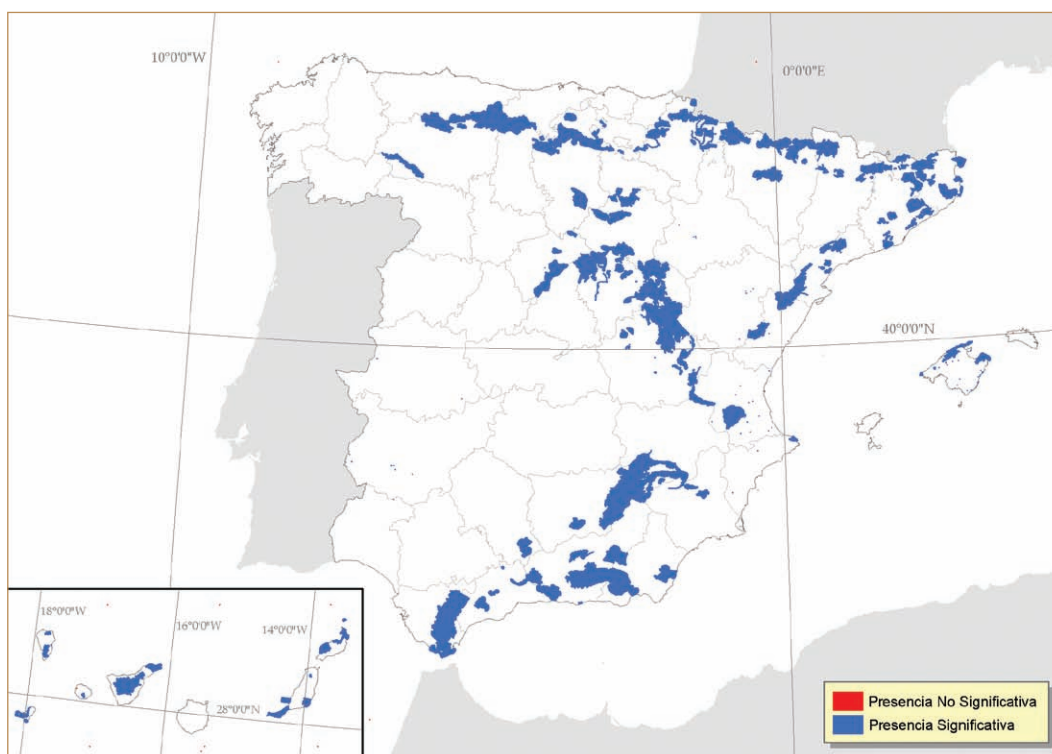 10°0'0"W
0°0'0"E
40°0'0"N
18°0'0"W
16°0'0"W
14°0'0"W
28°0'0"N
Presencia No Significativa
Presencia Significativa